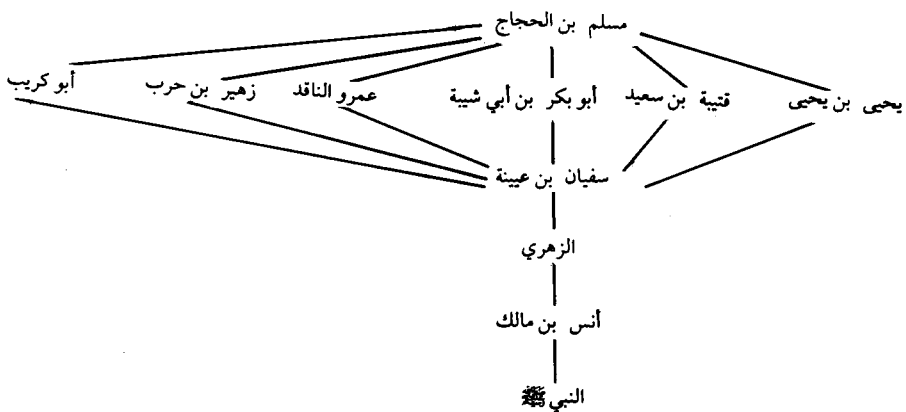 مسلم بن الحجاج
يحيى بن يحيى قتيبة بن سعيد أبو بكر بن أبي شيبة عمرو الناقد زهير بن حرب أبو كريب
سفيان بن عيينة
الزهري
أنس بن مالك
النبي ﷺ